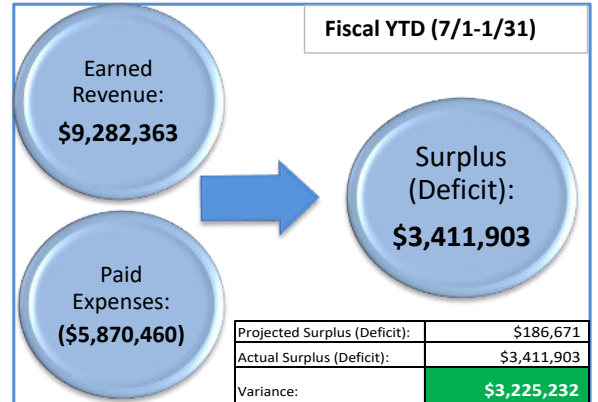 Fiscal YTD (7/1-1/31)
Earned
Revenue:
$9,282,363
Surplus
(Deficit):
$3,411,903
Paid
Expenses:
($5,870,460)
Projected Surplus (Deficit): $186,671
Actual Surplus (Deficit): $3,411,903
Variance: $3,225,232